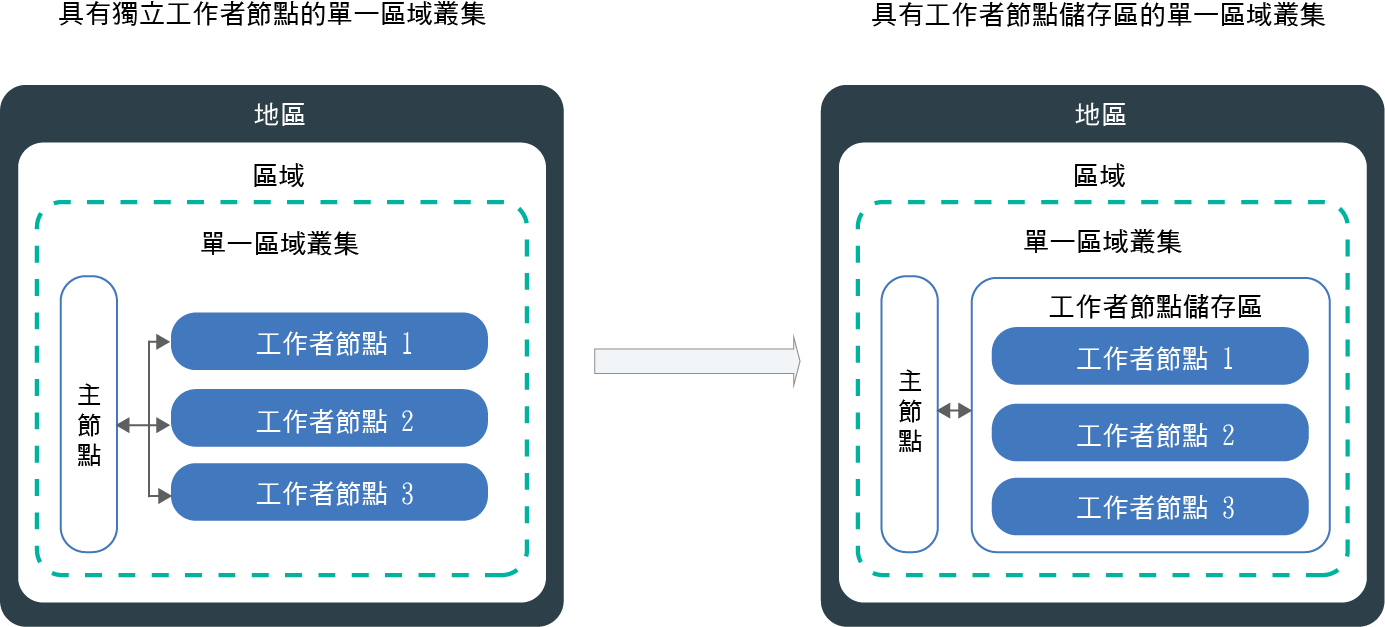 具有獨立工作者節點的單一區域叢集
地區
區域
單一區域叢集
主節點
工作者節點 1
工作者節點 2
工作者節點 3
具有工作者節點儲存區的單一區域叢集
地區
區域
單一區域叢集
主節點
工作者節點儲存區
工作者節點 1
工作者節點 2
工作者節點 3